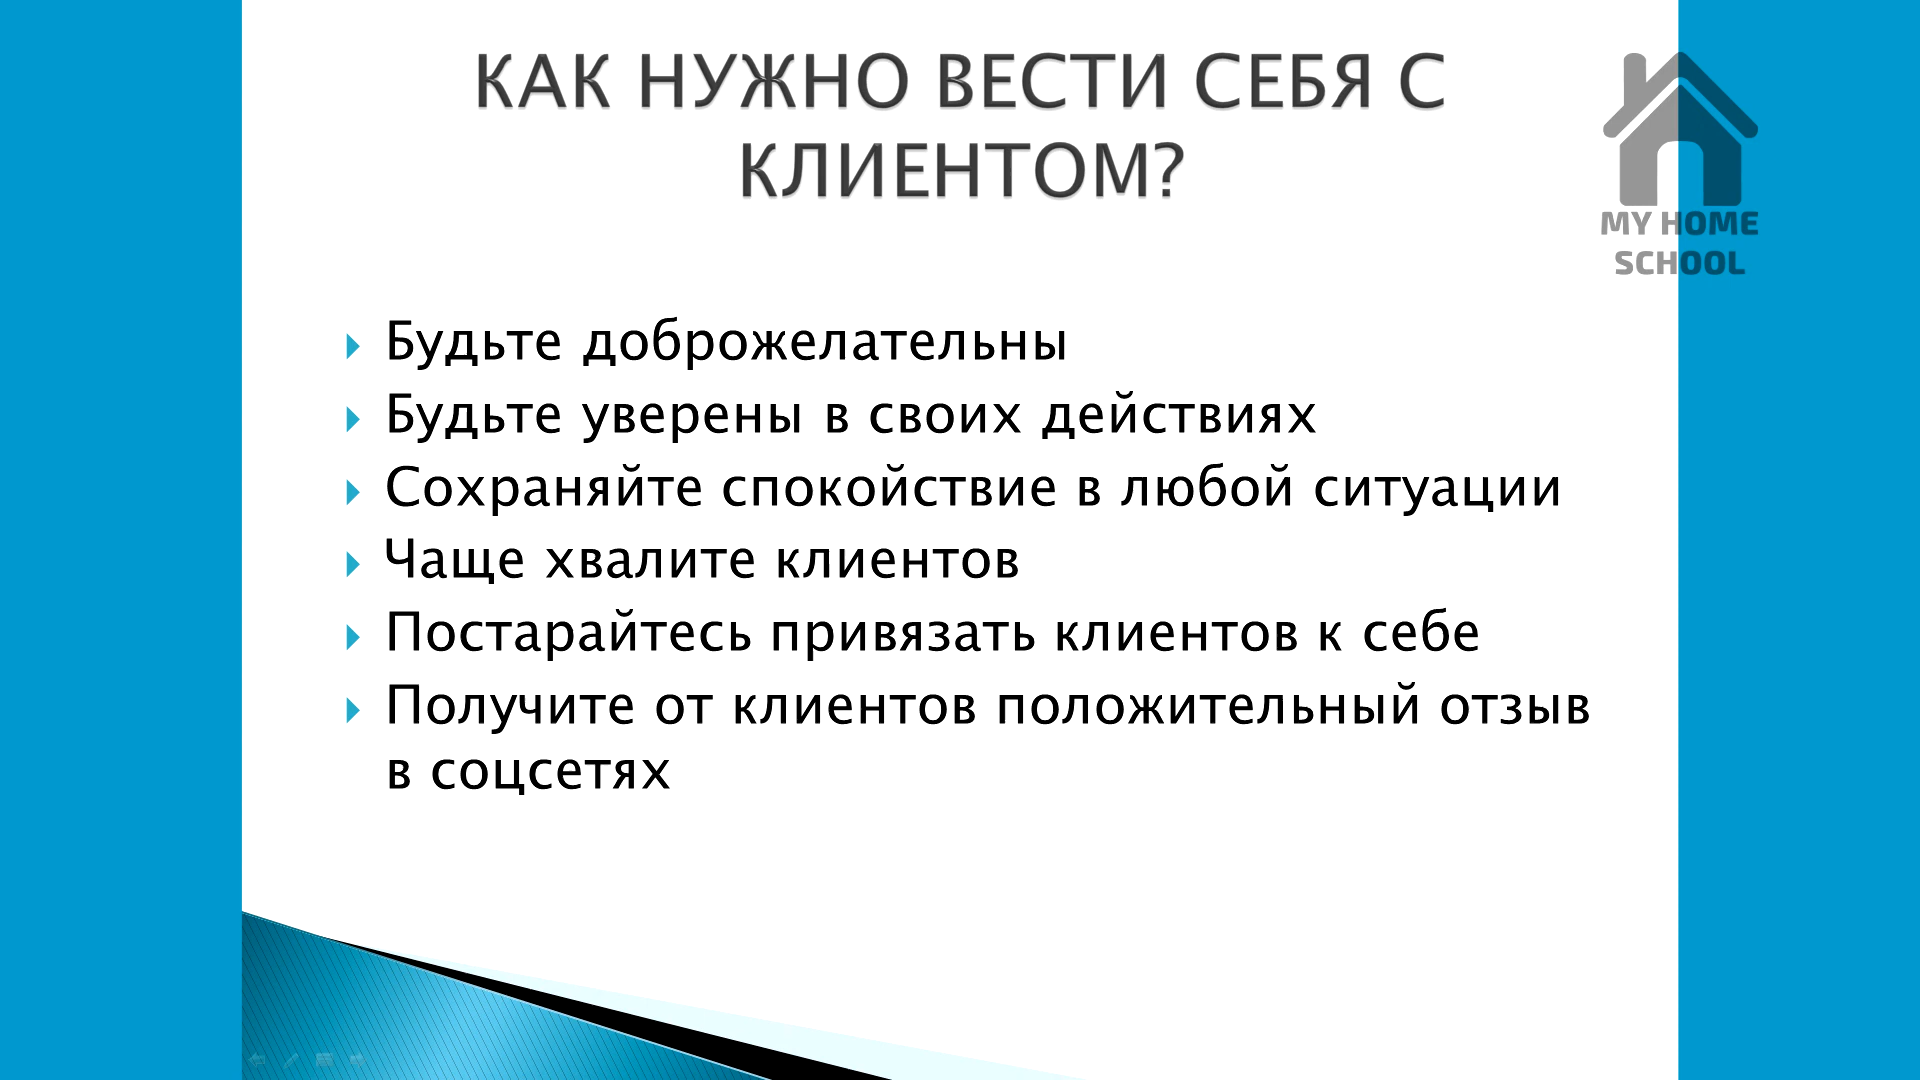 КАК НУЖНО ВЕСТИ СЕБЯ С
КЛИЕНТОМ?
MY HOME
SCHOOL
Будьте доброжелательны
Будьте уверены в своих действиях
Сохраняйте спокойствие в любой ситуации
Чаще хвалите клиентов
Постарайтесь привязать клиентов к себе
Получите от клиентов положительный отзыв
в соцсетях